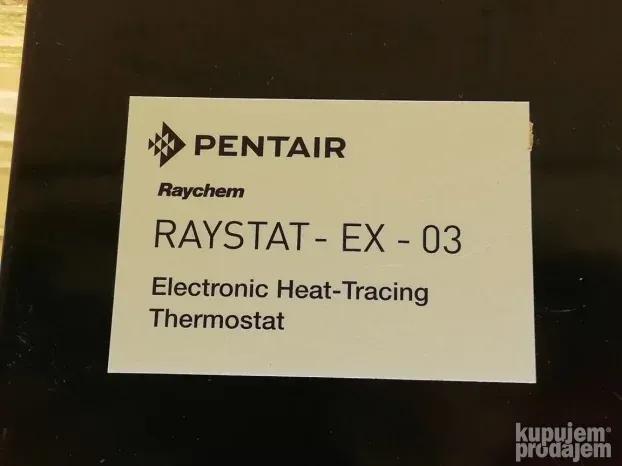 PENTAIR
Raychem
RAYSTAT - EX - 03
Electronic Heat-Tracing
Thermostat
kupujem®
prodajem